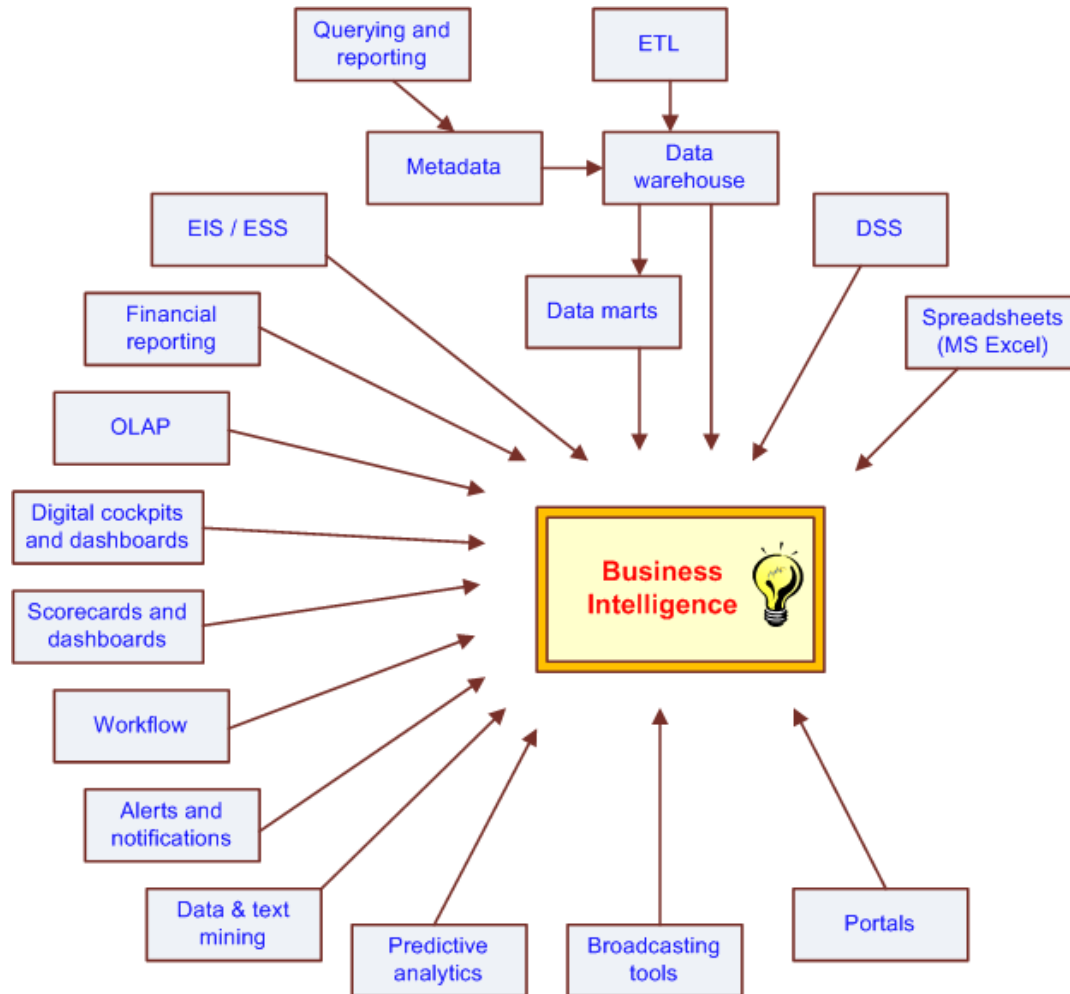 Querying and
reporting
ETL
Metadata
Data
warehouse
EIS / ESS
DSS
Data marts
Financial
reporting
Spreadsheets
(MS Excel)
OLAP
Digital cockpits
and dashboards
Business
Intelligence
Scorecards and
dashboards
Workflow
Alerts and
notifications
Data & text
mining
Predictive
analytics
Broadcasting
tools
Portals